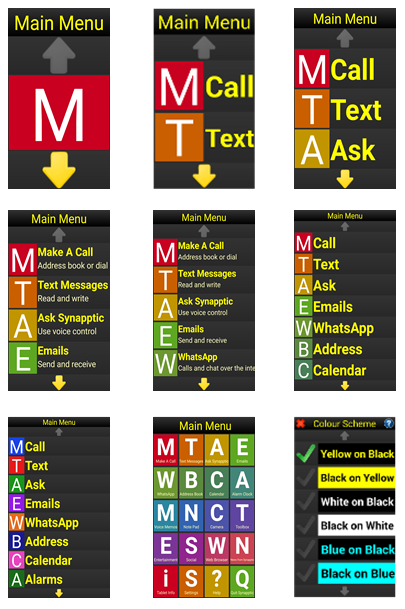 Main Menu
M
Main Menu
M Call
T Text
Main Menu
M Call
T Text
A Ask
Main Menu
M Make A Call
Address book or dial
T Text Messages
Read and write
A Ask Synapptic
Use voice control
E Emails
Send and receive
Main Menu
M Make A Call
Address book or dial
T Text Messages
Read and write
A Ask Synapptic
Use voice control
E Emails
Send and receive
W WhatsApp
Calls and chat over the inte
Main Menu
M Call
T Text
A Ask
E Emails
W WhatsApp
B Address
C Calendar
Main Menu
M Call
T Text
A Ask
E Emails
W WhatsApp
B Address
C Calendar
A Alarms
Main Menu
M T A E
Make A Call Text Messages Ask Synapptic Emails
W B C A
WhatsApp Address Book Calendar Alarm Clock
M N C T
Voice Memos Note Pad Camera Toolbox
E S W N
Entertainment Social Web Browser
i S ? Q
Tablet Info Settings Help Quit Synapptic
Colour Scheme ?
Yellow on Black
Black on Yellow
White on Black
Black on White
Blue on Black
Black on Blue